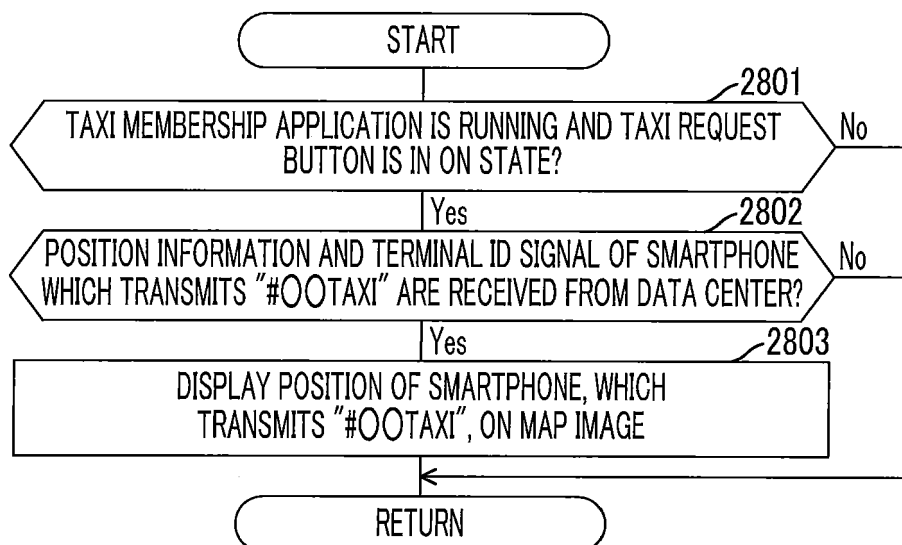 START
2801
TAXI MEMBERSHIP APPLICATION IS RUNNING AND TAXI REQUEST
BUTTON IS IN ON STATE?
No
Yes
2802
POSITION INFORMATION AND TERMINAL ID SIGNAL OF SMARTPHONE
WHICH TRANSMITS "#○○TAXI" ARE RECEIVED FROM DATA CENTER?
No
Yes
2803
DISPLAY POSITION OF SMARTPHONE, WHICH
TRANSMITS "#○○TAXI", ON MAP IMAGE
RETURN